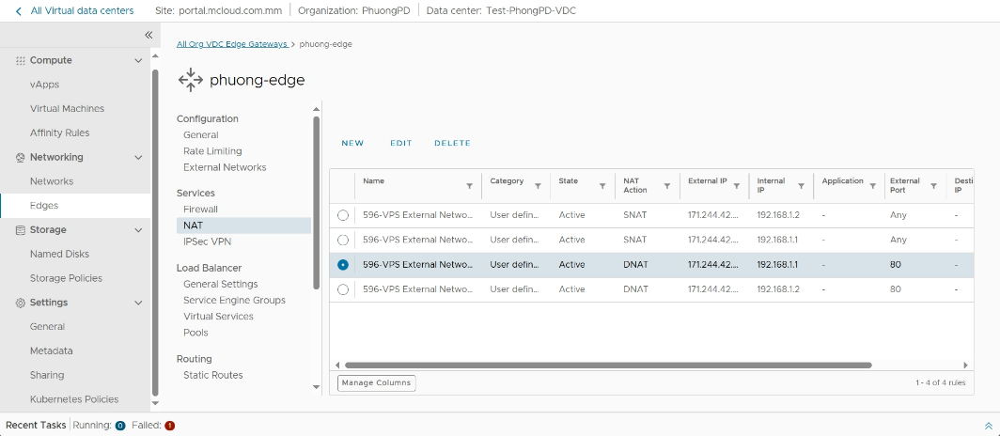 All Virtual data centers Site: portal.mcloud.com.mm Organization: PhuongPD Data center: Test-PhongPD-VDC
All Org VDC Edge Gateways > phuong-edge
phuong-edge
Compute
vApps
Virtual Machines
Affinity Rules
Networking
Networks
Edges
Storage
Named Disks
Storage Policies
Settings
General
Metadata
Sharing
Kubernetes Policies
Configuration
General
Rate Limiting
External Networks
Services
Firewall
NAT
IPSec VPN
Load Balancer
General Settings
Service Engine Groups
Virtual Services
Pools
Routing
Static Routes
NEW EDIT DELETE
Name Category State NAT Action External IP Internal IP Application External Port Desti IP
596-VPS External Netwo... User defin... Active SNAT 171.244.42.... 192.168.1.2 - Any -
596-VPS External Netwo... User defin... Active SNAT 171.244.42.... 192.168.1.1 - Any -
596-VPS External Netwo... User defin... Active DNAT 171.244.42.... 192.168.1.1 - 80 -
596-VPS External Netwo... User defin... Active DNAT 171.244.42.... 192.168.1.2 - 80 -
Manage Columns 1 - 4 of 4 rules
Recent Tasks Running: 0 Failed: 1